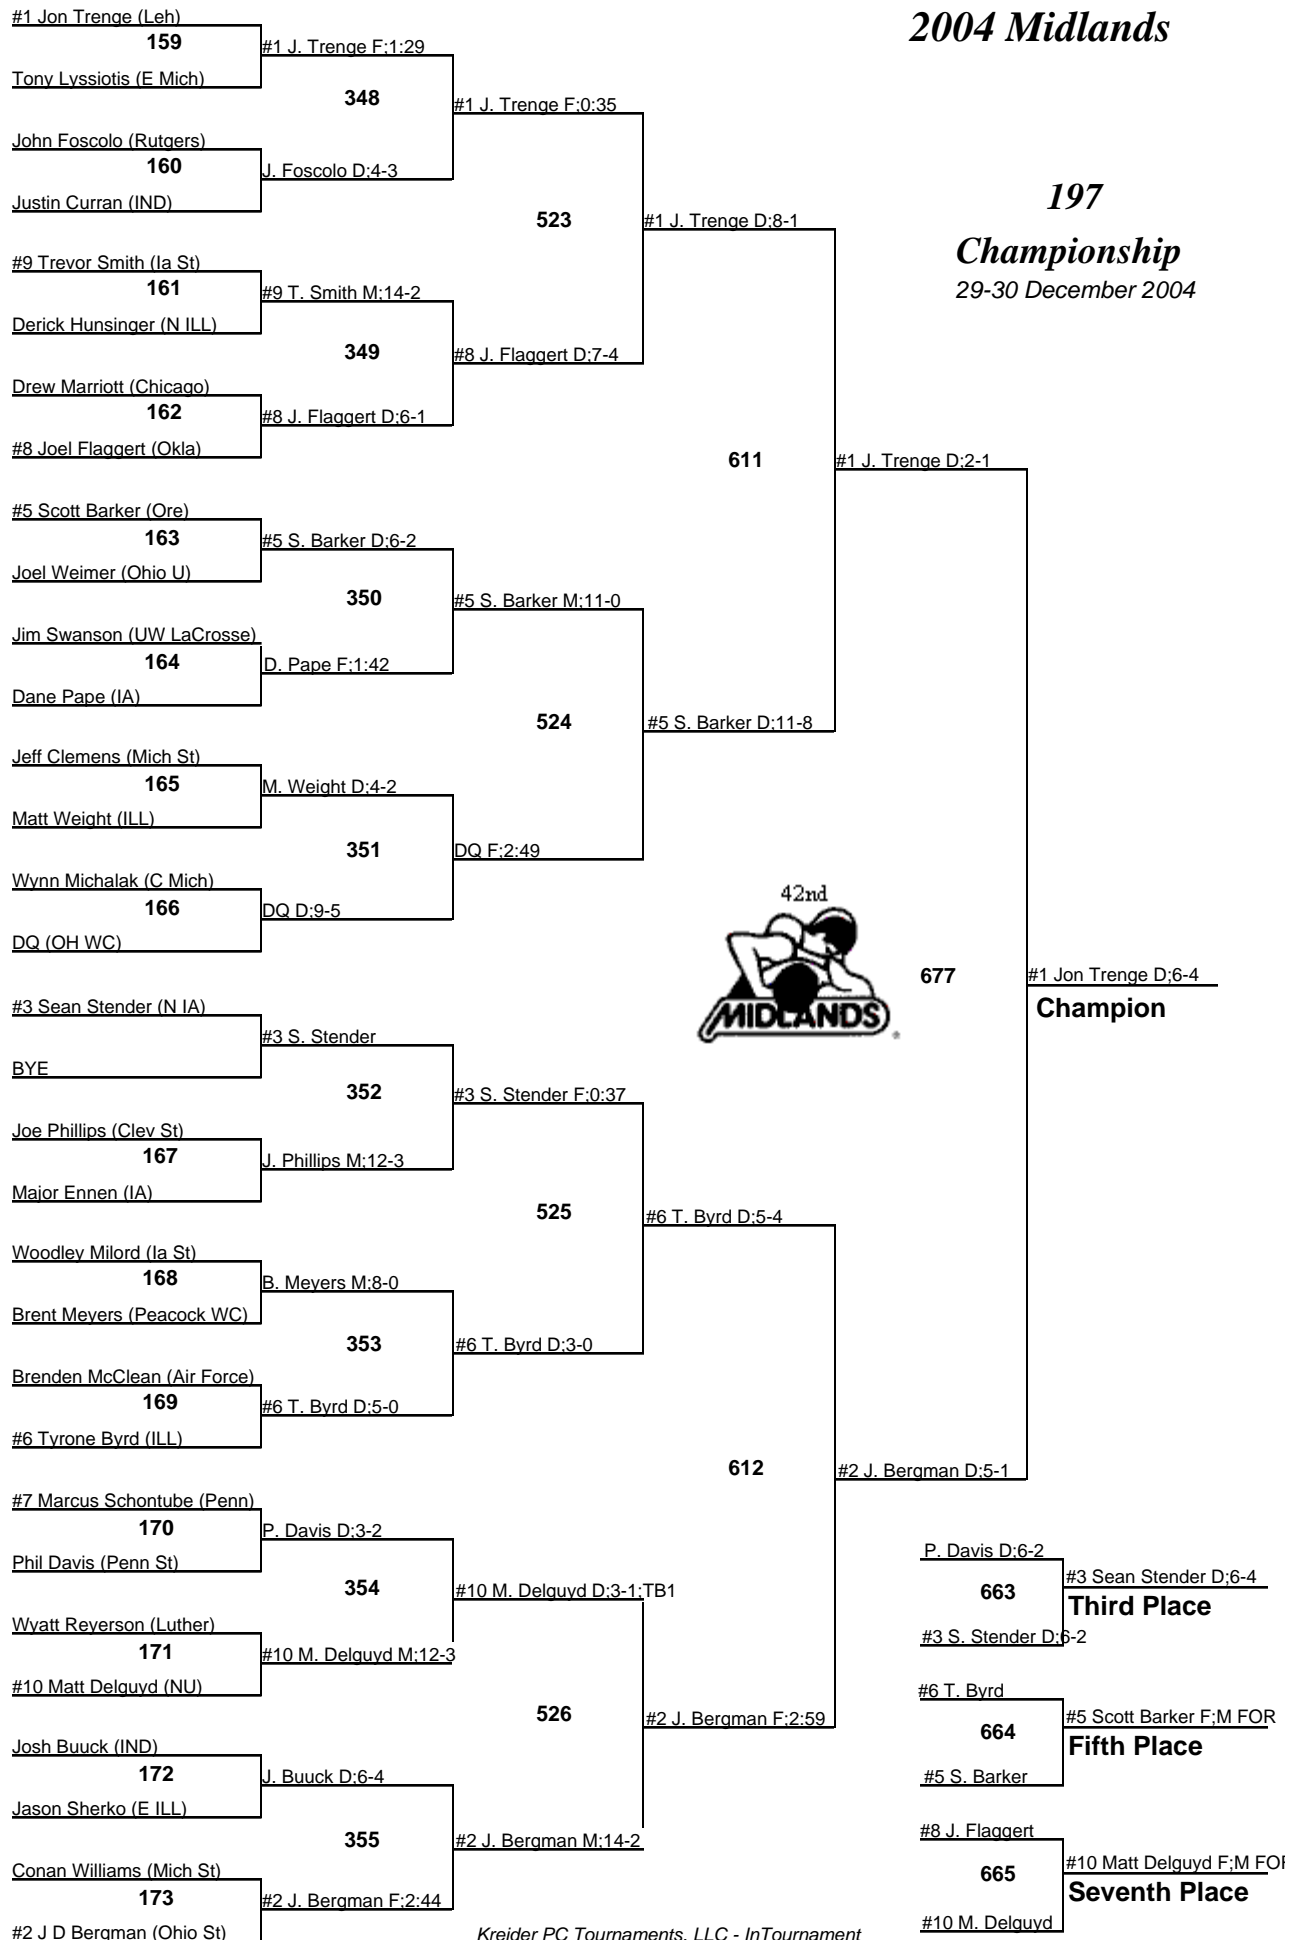 2004 Midlands
197
Championship
29-30 December 2004
#1 Jon Trenge (Leh)
159
Tony Lyssiotis (E Mich)
John Foscolo (Rutgers)
160
Justin Curran (IND)
#9 Trevor Smith (Ia St)
161
Derick Hunsinger (N ILL)
Drew Marriott (Chicago)
162
#8 Joel Flaggert (Okla)
#5 Scott Barker (Ore)
163
Joel Weimer (Ohio U)
Jim Swanson (UW LaCrosse)
164
Dane Pape (IA)
Jeff Clemens (Mich St)
165
Matt Weight (ILL)
Wynn Michalak (C Mich)
166
DQ (OH WC)
#3 Sean Stender (N IA)
BYE
Joe Phillips (Clev St)
167
Major Ennen (IA)
Woodley Milord (Ia St)
168
Brent Meyers (Peacock WC)
Brenden McClean (Air Force)
169
#6 Tyrone Byrd (ILL)
#7 Marcus Schontube (Penn)
170
Phil Davis (Penn St)
Wyatt Reyerson (Luther)
171
#10 Matt Delguyd (NU)
Josh Buuck (IND)
172
Jason Sherko (E ILL)
Conan Williams (Mich St)
173
#2 J D Bergman (Ohio St)
#1 J. Trenge F;1:29
348
J. Foscolo D;4-3
#9 T. Smith M;14-2
349
#8 J. Flaggert D;6-1
#5 S. Barker D;6-2
350
D. Pape F;1:42
M. Weight D;4-2
351
DQ D;9-5
#3 S. Stender
352
J. Phillips M;12-3
B. Meyers M;8-0
353
#6 T. Byrd D;5-0
P. Davis D;3-2
354
#10 M. Delguyd M;12-3
J. Buuck D;6-4
355
#2 J. Bergman F;2:44
#1 J. Trenge F;0:35
523
#8 J. Flaggert D;7-4
#5 S. Barker M;11-0
524
DQ F;2:49
#3 S. Stender F;0:37
525
#6 T. Byrd D;3-0
#10 M. Delguyd D;3-1;TB1
526
#2 J. Bergman M;14-2
#1 J. Trenge D;8-1
611
#5 S. Barker D;11-8
#6 T. Byrd D;5-4
612
#2 J. Bergman F;2:59
#1 J. Trenge D;2-1
677
#2 J. Bergman D;5-1
#1 Jon Trenge D;6-4
Champion
42nd
MIDLANDS
P. Davis D;6-2
663
#3 S. Stender D;6-2
#3 Sean Stender D;6-4
Third Place
#6 T. Byrd
664
#5 S. Barker
#5 Scott Barker F;M FOR
Fifth Place
#8 J. Flaggert
665
#10 M. Delguyd
#10 Matt Delguyd F;M FOR
Seventh Place
Kreider PC Tournaments, LLC - InTournament